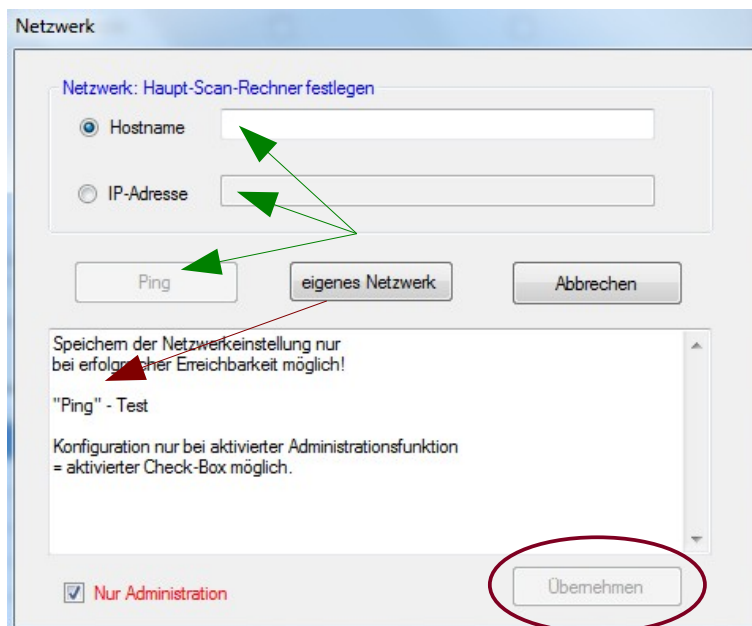 Netzwerk
Netzwerk: Haupt-Scan-Rechner festlegen
Hostname
IP-Adresse
Ping
eigenes Netzwerk
Abbrechen
Speichern der Netzwerkeinstellung nur
bei erfolgreicher Erreichbarkeit möglich!
"Ping" - Test
Konfiguration nur bei aktivierter Administrationsfunktion
= aktivierter Check-Box möglich.
Nur Administration
Übernehmen